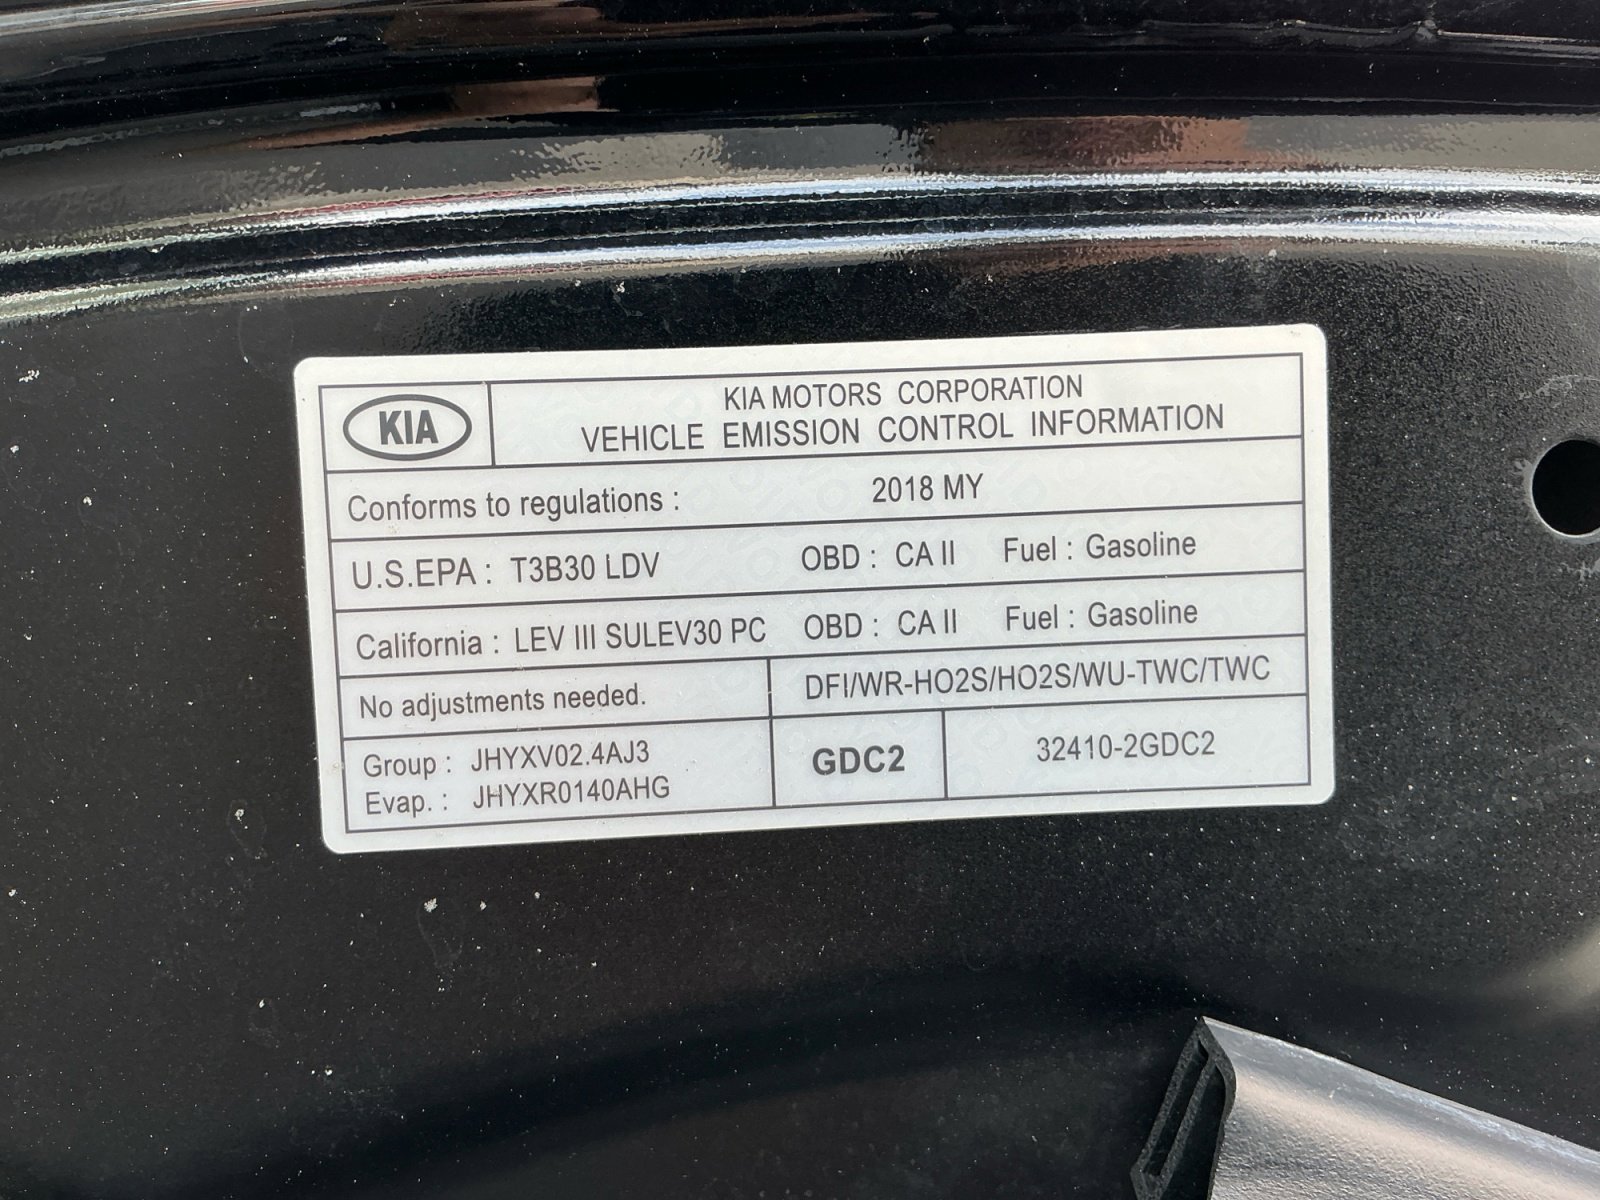 KIA
KIA MOTORS CORPORATION
VEHICLE EMISSION CONTROL INFORMATION
Conforms to regulations : 2018 MY
U.S.EPA : T3B30 LDV OBD : CA II Fuel : Gasoline
California : LEV III SULEV30 PC OBD : CA II Fuel : Gasoline
No adjustments needed. DFI/WR-HO2S/HO2S/WU-TWC/TWC
Group : JHYXV02.4AJ3
Evap. : JHYXR0140AHG
GDC2
32410-2GDC2